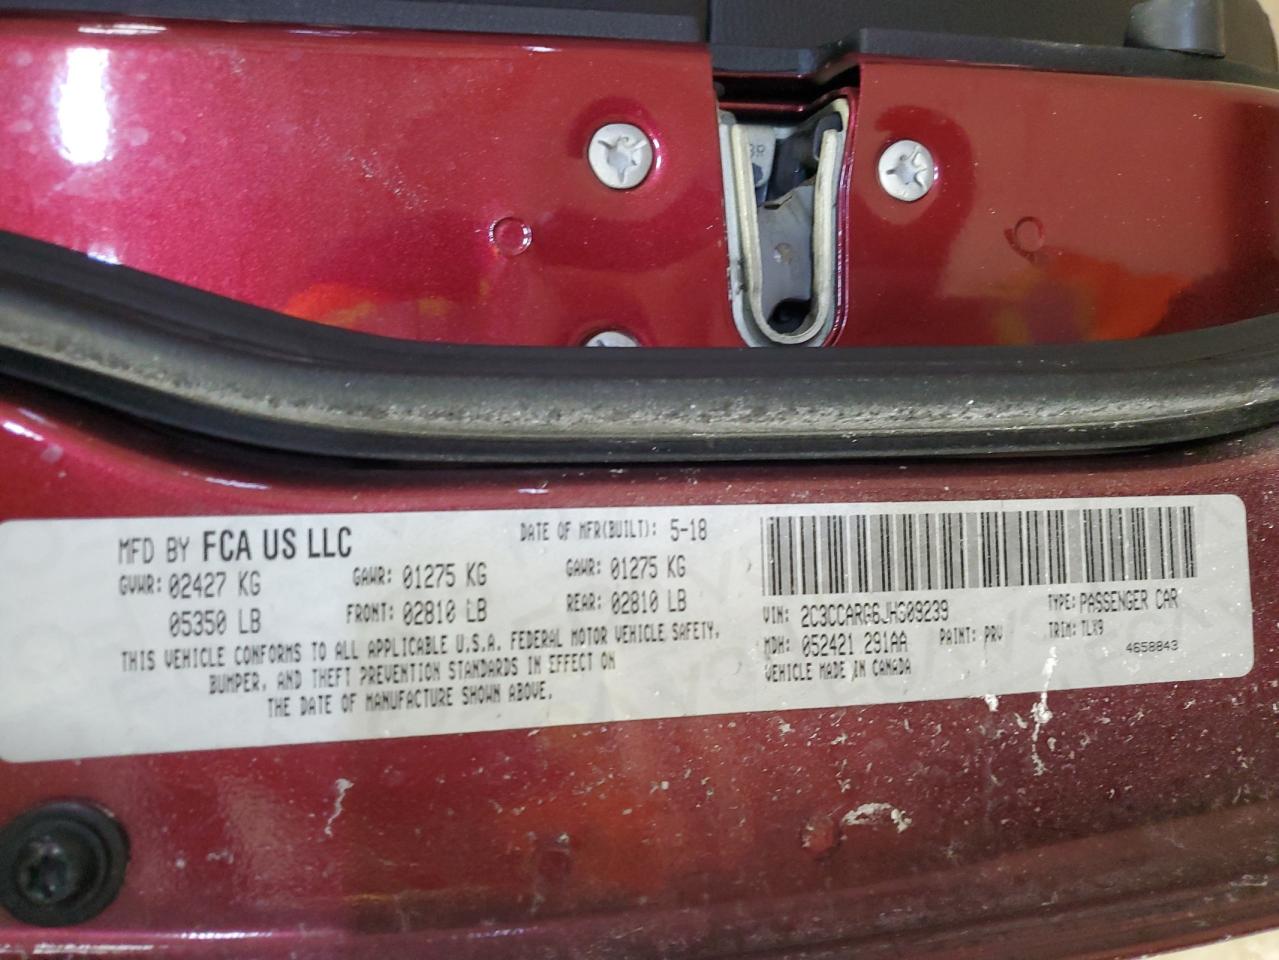 MFD BY FCA US LLC DATE OF MFR(BUILT): 5-18
GVWR: 02427 KG GAWR: 01275 KG GAWR: 01275 KG
05350 LB FRONT: 02810 LB REAR: 02810 LB
THIS VEHICLE CONFORMS TO ALL APPLICABLE U.S.A. FEDERAL MOTOR VEHICLE SAFETY,
BUMPER, AND THEFT PREVENTION STANDARDS IN EFFECT ON
THE DATE OF MANUFACTURE SHOWN ABOVE.
VIN: 2C3CCARG6JH309239 TYPE: PASSENGER CAR
MDH: 052421 291AA PAINT: PRV TRIM: TLX9
VEHICLE MADE IN CANADA 4658843